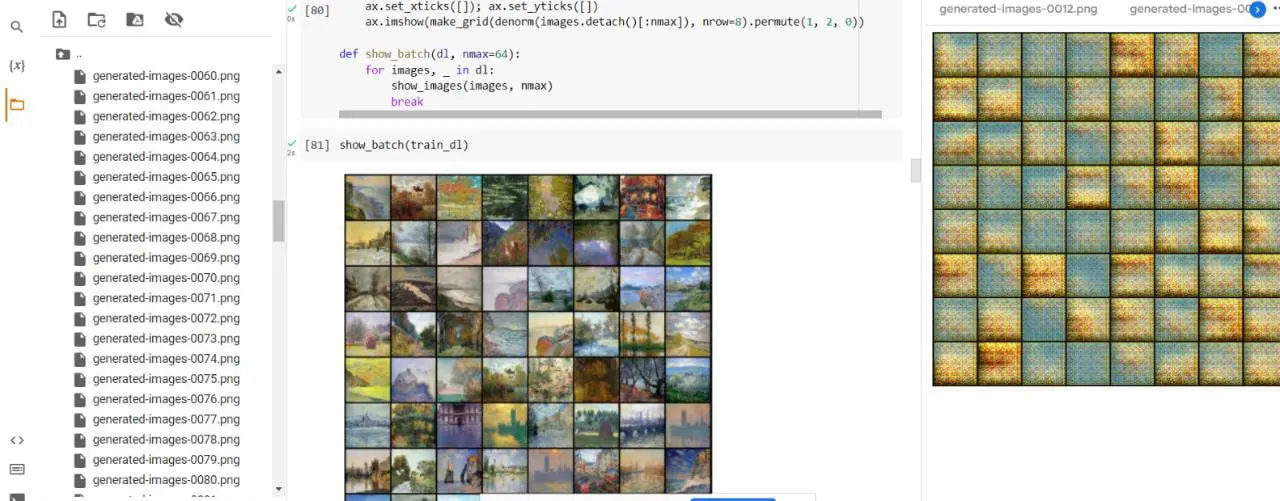 [80]
ax.set_xticks([]); ax.set_yticks([])
ax.imshow(make_grid(denorm(images.detach()[:nmax]), nrow=8).permute(1, 2, 0))
0s
def show_batch(dl, nmax=64):
for images, _ in dl:
show_images(images, nmax)
break
[81] show_batch(train_dl)
2s
{x}
..
generated-images-0060.png
generated-images-0061.png
generated-images-0062.png
generated-images-0063.png
generated-images-0064.png
generated-images-0065.png
generated-images-0066.png
generated-images-0067.png
generated-images-0068.png
generated-images-0069.png
generated-images-0070.png
generated-images-0071.png
generated-images-0072.png
generated-images-0073.png
generated-images-0074.png
generated-images-0075.png
generated-images-0076.png
generated-images-0077.png
generated-images-0078.png
generated-images-0079.png
generated-images-0080.png
<>
generated-images-0012.png